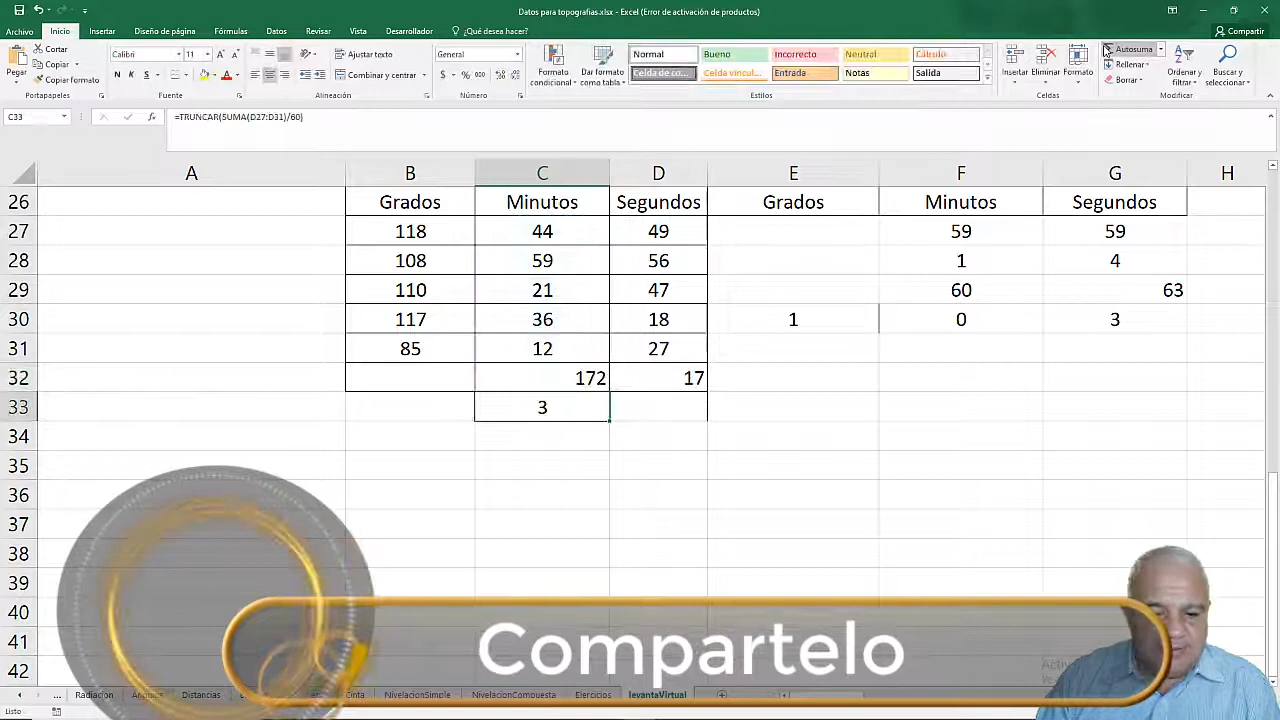 Datos para topografias.xlsx - Excel (Error de activación de productos)
Archivo Inicio Insertar Diseño de página Fórmulas Datos Revisar Vista Desarrollador ¿Qué desea hacer? Compartir
Pegar Cortar Copiar Copiar formato
Calibri 11 N K S
Ajustar texto Combinar y centrar
General $ % 000
Formato condicional Dar formato como tabla
Normal Bueno Incorrecto Neutral Cálculo
Celda de co... Celda vincul... Entrada Notas Salida
Insertar Eliminar Formato
Autosuma Rellenar Borrar
Ordenar y filtrar Buscar y seleccionar
Portapapeles Fuente Alineación Número Estilos Celdas Modificar
C33 fx =TRUNCAR(SUMA(D27:D31)/60)
A B C D E F G H
26 Grados Minutos Segundos Grados Minutos Segundos
27 118 44 49 59 59
28 108 59 56 1 4
29 110 21 47 60 63
30 117 36 18 1 0 3
31 85 12 27
32 172 17
33 3
34
35
36
37
38
39
40
41
42
Compartelo
... Radiacion Distancias NivelacionSimple NivelacionCompuesta Ejercicios levantaVirtual
Listo